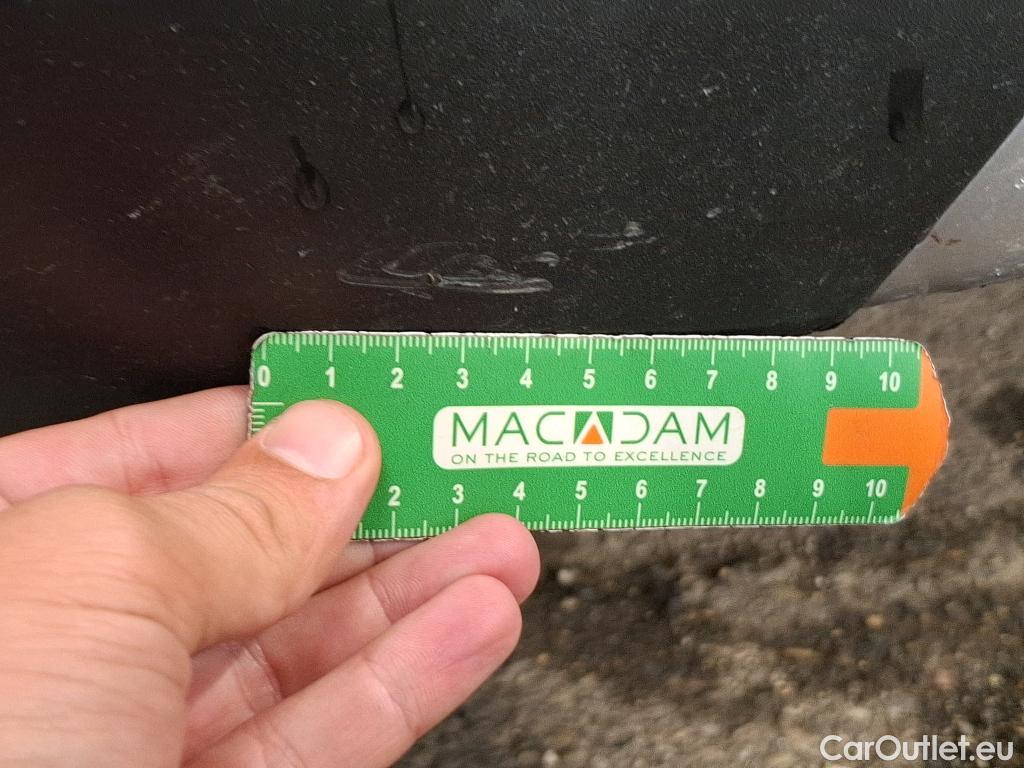 0 1 2 3 4 5 6 7 8 9 10
MACADAM
ON THE ROAD TO EXCELLENCE
2 3 4 5 6 7 8 9 10
CarOutlet.eu